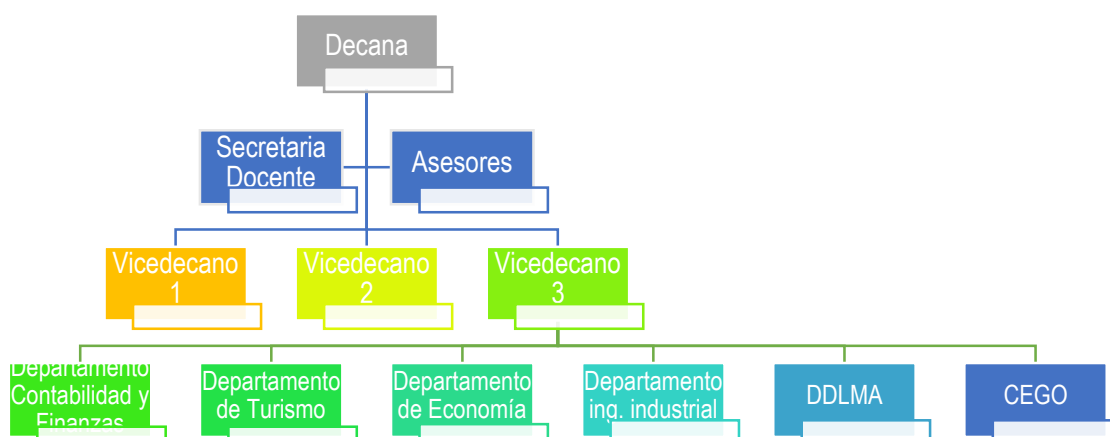 Decana
Secretaria
Docente
Asesores
Vicedecano
1
Vicedecano
2
Vicedecano
3
Departamento
Contabilidad y
Finanzas
Departamento
de Turismo
Departamento
de Economía
Departamento
ing. industrial
DDLMA
CEGO